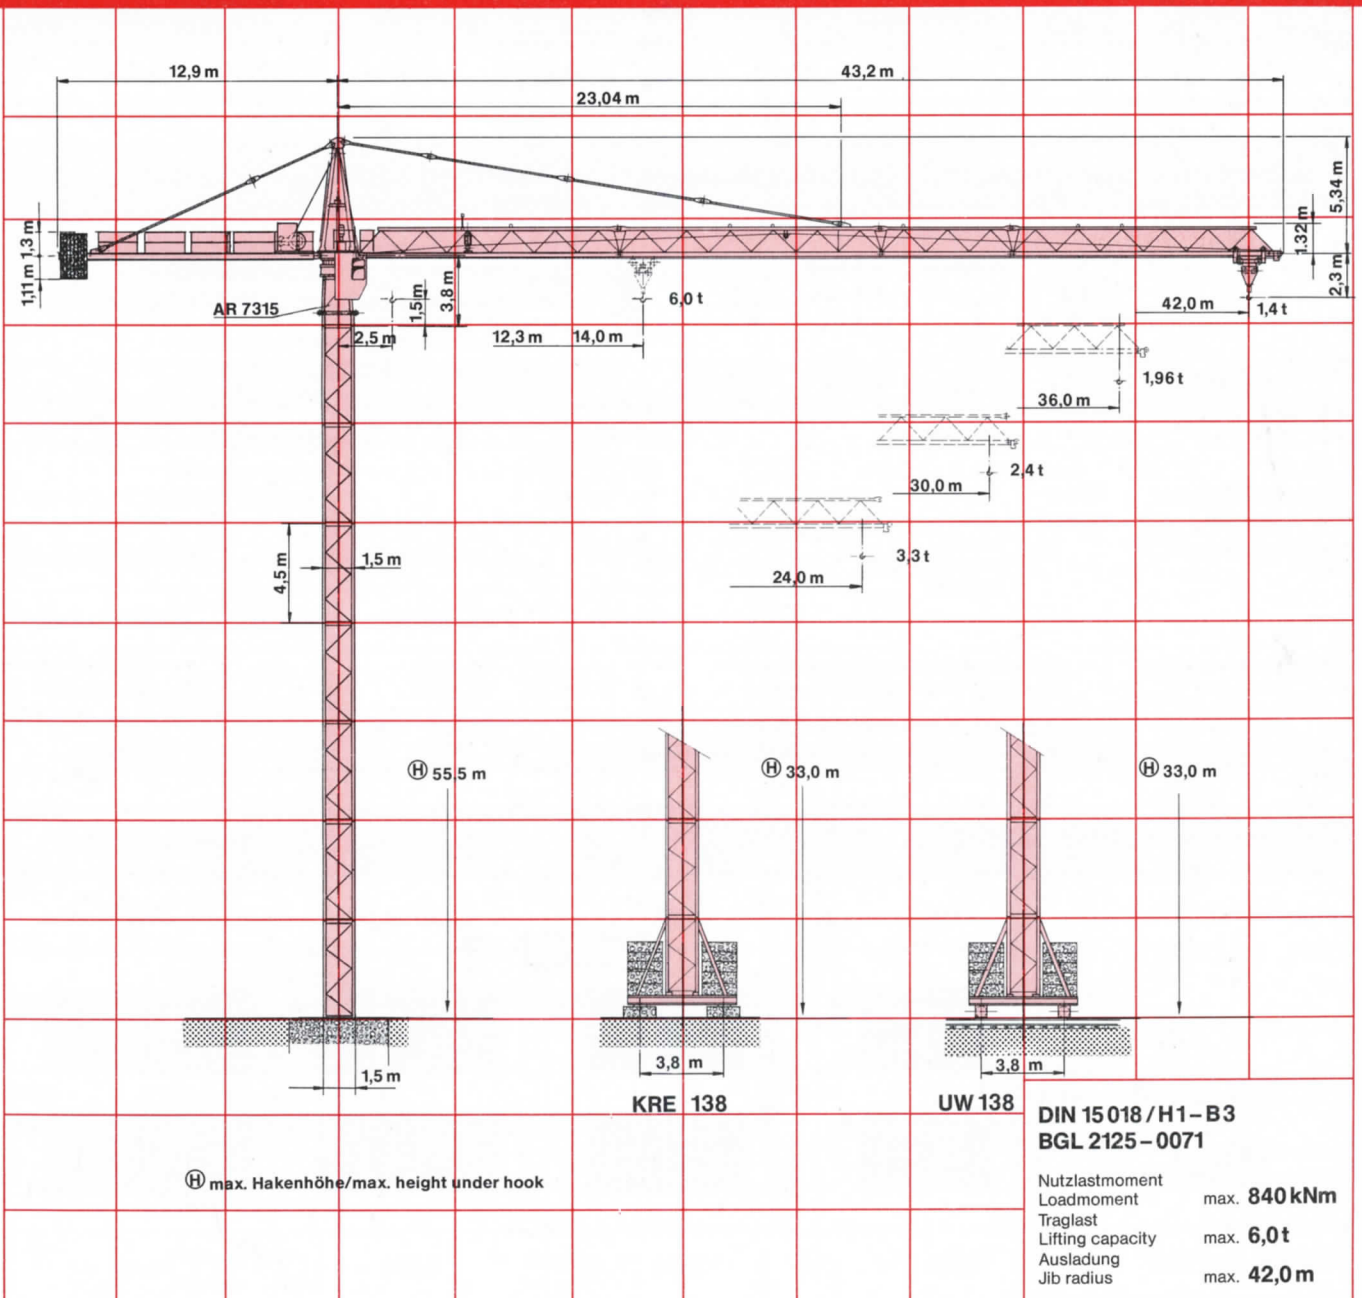 12,9 m
43,2 m
23,04 m
5,34 m
1,3 m
1.32 m
1,11 m
2,3 m
3,8 m
1,5 m
6,0 t
AR 7315
42,0 m
1,4 t
2,5 m
12,3 m
14,0 m
1,96 t
36,0 m
2,4 t
30,0 m
4,5 m
1,5 m
3,3 t
24,0 m
H 55,5 m
H 33,0 m
H 33,0 m
3,8 m
3,8 m
1,5 m
KRE 138
UW 138
DIN 15 018 / H 1 – B 3
BGL 2125 – 0071
H max. Hakenhöhe/max. height under hook
Nutzlastmoment
Loadmoment max. 840 kNm
Traglast
Lifting capacity max. 6,0 t
Ausladung
Jib radius max. 42,0 m